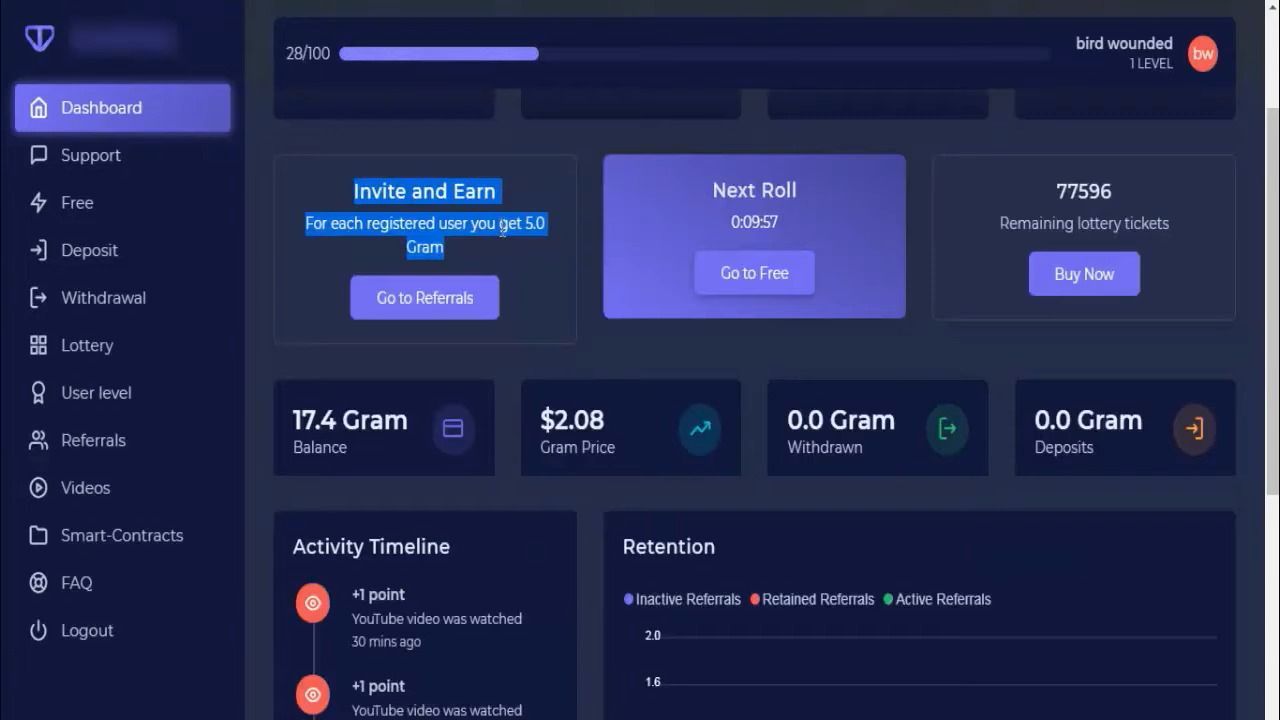 28/100
bird wounded
1 LEVEL
bw
Dashboard
Support
Free
Deposit
Withdrawal
Lottery
User level
Referrals
Videos
Smart-Contracts
FAQ
Logout
Invite and Earn
For each registered user you get 5.0
Gram
Go to Referrals
Next Roll
0:09:57
Go to Free
77596
Remaining lottery tickets
Buy Now
17.4 Gram
Balance
$2.08
Gram Price
0.0 Gram
Withdrawn
0.0 Gram
Deposits
Activity Timeline
+1 point
YouTube video was watched
30 mins ago
+1 point
YouTube video was watched
Retention
Inactive Referrals Retained Referrals Active Referrals
2.0
1.6